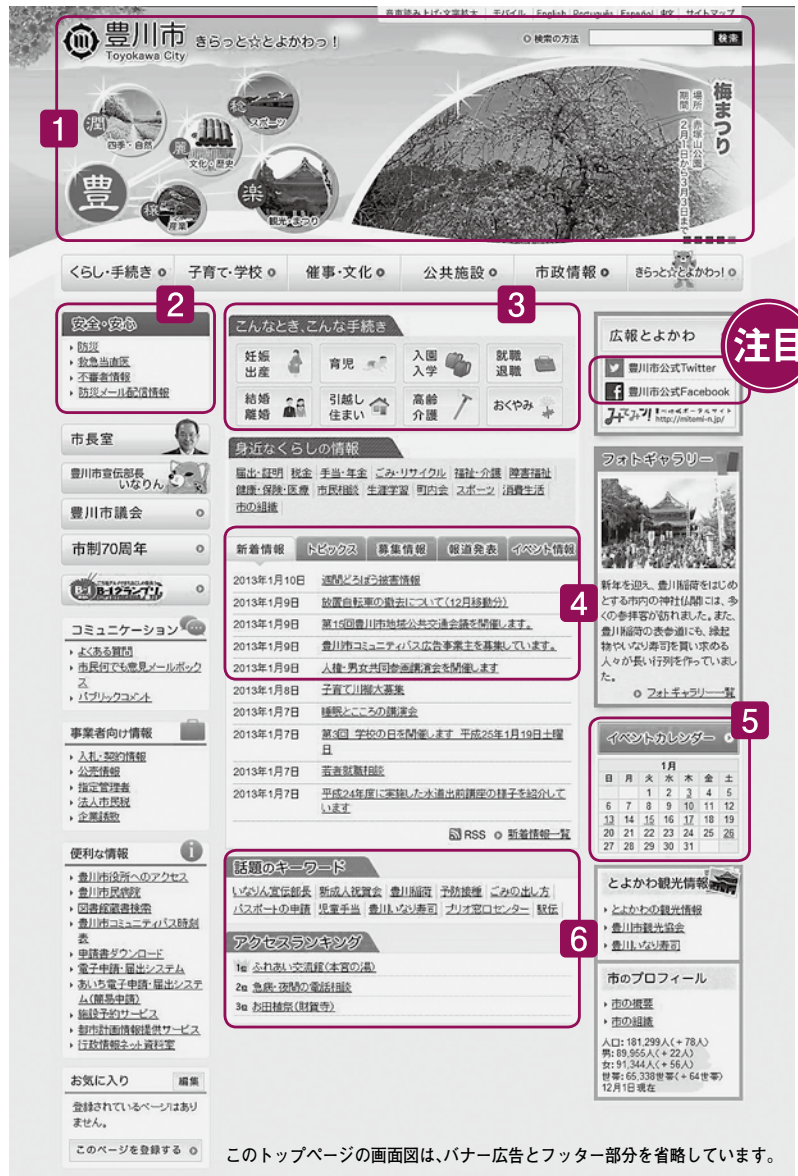 音声読み上げ・文字拡大 モバイル English Português Español 中文 サイトマップ
豊川市 きらっと☆とよかわっ!
Toyokawa City
検索の方法 検索
1
潤 四季・自然
稔 スポーツ
麗 文化・歴史
豊
穣 産業
楽 観光・まつり
梅まつり
場所 赤塚山公園
期間 2月1日から3月3日まで
くらし・手続き 子育て・学校 催事・文化 公共施設 市政情報 きらっと☆とよかわっ!
2
安全・安心
防災
救急当直医
不審者情報
防災メール配信情報
市長室
豊川市宣伝部長
いなりん
豊川市議会
市制70周年
B-1グランプリ
コミュニケーション
よくある質問
市民何でも意見メールボック
ス
パブリックコメント
事業者向け情報
入札・契約情報
公売情報
指定管理者
法人市民税
企業誘致
便利な情報
豊川市役所へのアクセス
豊川市民病院
図書館蔵書検索
豊川市コミュニティバス時刻
表
申請書ダウンロード
電子申請・届出システム
あいち電子申請・届出システ
ム(簡易申請)
施設予約サービス
都市計画情報提供サービス
行政情報ネット資料室
お気に入り 編集
登録されているページはあり
ません。
このページを登録する
3
こんなとき、こんな手続き
妊娠
出産
育児
入園
入学
就職
退職
結婚
離婚
引越し
住まい
高齢
介護
おくやみ
身近なくらしの情報
届出・証明 税金 手当・年金 ごみ・リサイクル 福祉・介護 障害福祉
健康・保険・医療 市民相談 生涯学習 町内会 スポーツ 消費生活
市の組織
4
新着情報 トピックス 募集情報 報道発表 イベント情報
2013年1月10日 週間どろぼう被害情報
2013年1月9日 放置自転車の撤去について(12月移動分)
2013年1月9日 第15回豊川市地域公共交通会議を開催します。
2013年1月9日 豊川市コミュニティバス広告事業主を募集しています。
2013年1月9日 人権・男女共同参画講演会を開催します
2013年1月8日 子育て川柳大募集
2013年1月7日 睡眠とこころの講演会
2013年1月7日 第3回 学校の日を開催します 平成25年1月19日土曜
日
2013年1月7日 若者就職相談
2013年1月7日 平成24年度に実施した水道出前講座の様子を紹介して
います
RSS 新着情報一覧
6
話題のキーワード
いなりん宣伝部長 新成人祝賀会 豊川稲荷 予防接種 ごみの出し方
パスポートの申請 児童手当 豊川いなり寿司 プリオ窓口センター 駅伝
アクセスランキング
1位 ふれあい交流館(本宮の湯)
2位 急病・夜間の電話相談
3位 お田植祭(財賀寺)
広報とよかわ
注目
豊川市公式Twitter
豊川市公式Facebook
http://mitomi-n.jp/
フォトギャラリー
新年を迎え、豊川稲荷をはじめ
とする市内の神社仏閣には、多
くの参拝客が訪れました。また、
豊川稲荷の表参道にも、縁起
物やいなり寿司を買い求める
人々が長い行列を作っていまし
た。
フォトギャラリー一覧
5
イベントカレンダー
1月
日 月 火 水 木 金 土
1 2 3 4 5
6 7 8 9 10 11 12
13 14 15 16 17 18 19
20 21 22 23 24 25 26
27 28 29 30 31
とよかわ観光情報
とよかわの観光情報
豊川市観光協会
豊川いなり寿司
市のプロフィール
市の概要
市の組織
人口:181,299人(+78人)
男:89,955人(+22人)
女:91,344人(+56人)
世帯:65,338世帯(+64世帯)
12月1日現在
このトップページの画面図は、バナー広告とフッター部分を省略しています。